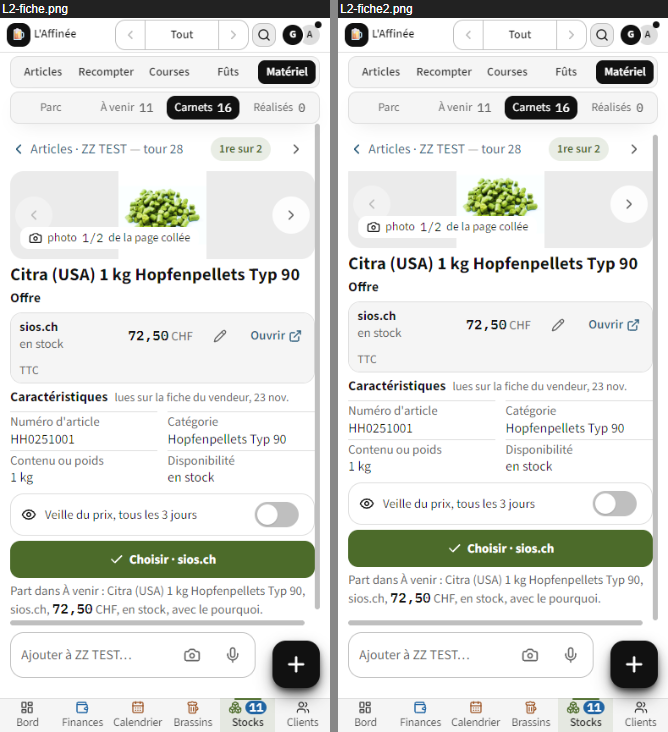 L2-fiche.png
L'Affinée
Tout
G
A
Articles Recompter Courses Fûts Matériel
Parc À venir 11 Carnets 16 Réalisés 0
Articles · ZZ TEST — tour 28 1re sur 2
photo 1/2 de la page collée
Citra (USA) 1 kg Hopfenpellets Typ 90
Offre
sios.ch
72,50 CHF
Ouvrir
en stock
TTC
Caractéristiques lues sur la fiche du vendeur, 23 nov.
Numéro d'article Catégorie
HH0251001 Hopfenpellets Typ 90
Contenu ou poids Disponibilité
1 kg en stock
Veille du prix, tous les 3 jours
Choisir · sios.ch
Part dans À venir : Citra (USA) 1 kg Hopfenpellets Typ 90,
sios.ch, 72,50 CHF, en stock, avec le pourquoi.
Ajouter à ZZ TEST…
11
Bord Finances Calendrier Brassins Stocks Clients
L2-fiche2.png
L'Affinée
Tout
G
A
Articles Recompter Courses Fûts Matériel
Parc À venir 11 Carnets 16 Réalisés 0
Articles · ZZ TEST — tour 28 1re sur 2
photo 1/2 de la page collée
Citra (USA) 1 kg Hopfenpellets Typ 90
Offre
sios.ch
72,50 CHF
Ouvrir
en stock
TTC
Caractéristiques lues sur la fiche du vendeur, 23 nov.
Numéro d'article Catégorie
HH0251001 Hopfenpellets Typ 90
Contenu ou poids Disponibilité
1 kg en stock
Veille du prix, tous les 3 jours
Choisir · sios.ch
Part dans À venir : Citra (USA) 1 kg Hopfenpellets Typ 90,
sios.ch, 72,50 CHF, en stock, avec le pourquoi.
Ajouter à ZZ TEST…
11
Bord Finances Calendrier Brassins Stocks Clients